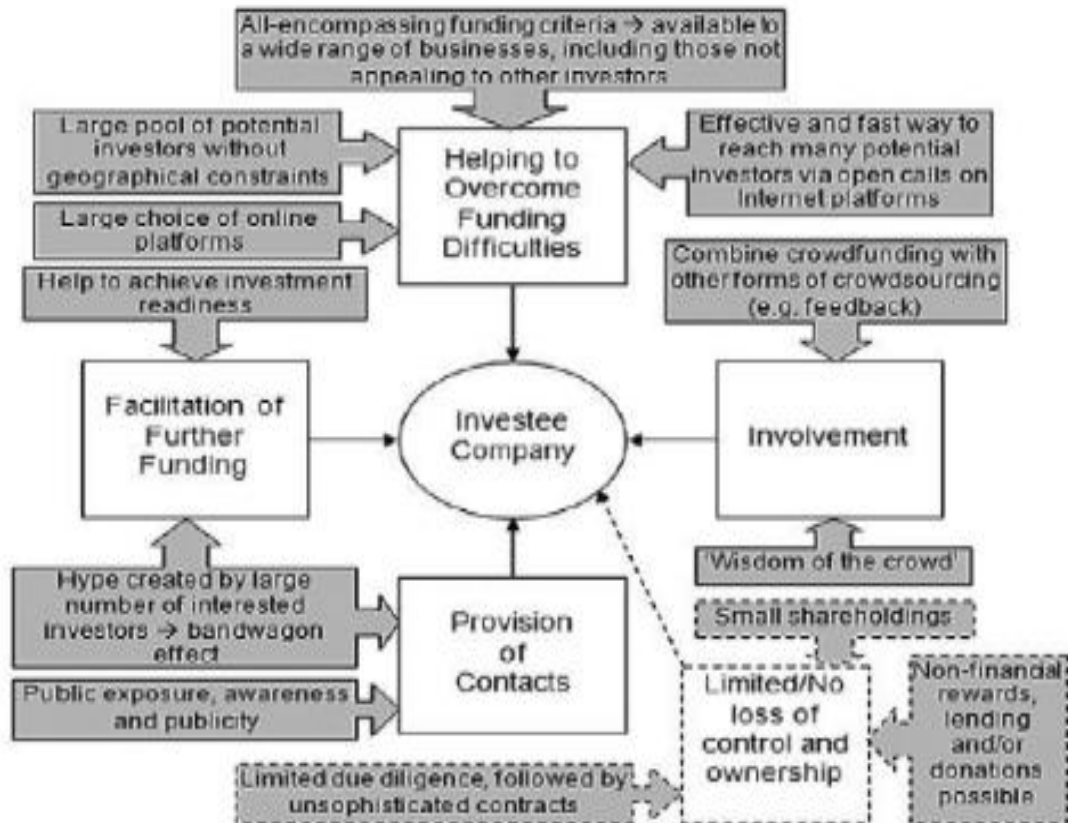 All-encompassing funding criteria → available to
a wide range of businesses, including those not
appealing to other investors
Large pool of potential
investors without
geographical constraints
Large choice of online
platforms
Helping to
Overcome
Funding
Difficulties
Effective and fast way to
reach many potential
investors via open calls on
Internet platforms
Help to achieve investment
readiness
Combine crowdfunding with
other forms of crowdsourcing
(e.g. feedback)
Facilitation of
Further
Funding
Investee
Company
Involvement
Hype created by large
number of interested
investors → bandwagon
effect
Public exposure, awareness
and publicity
Provision
of
Contacts
'Wisdom of the crowd'
Small shareholdings
Limited/No
loss of
control and
ownership
Non-financial
rewards,
lending
and/or
donations
possible
Limited due diligence, followed by
unsophisticated contracts